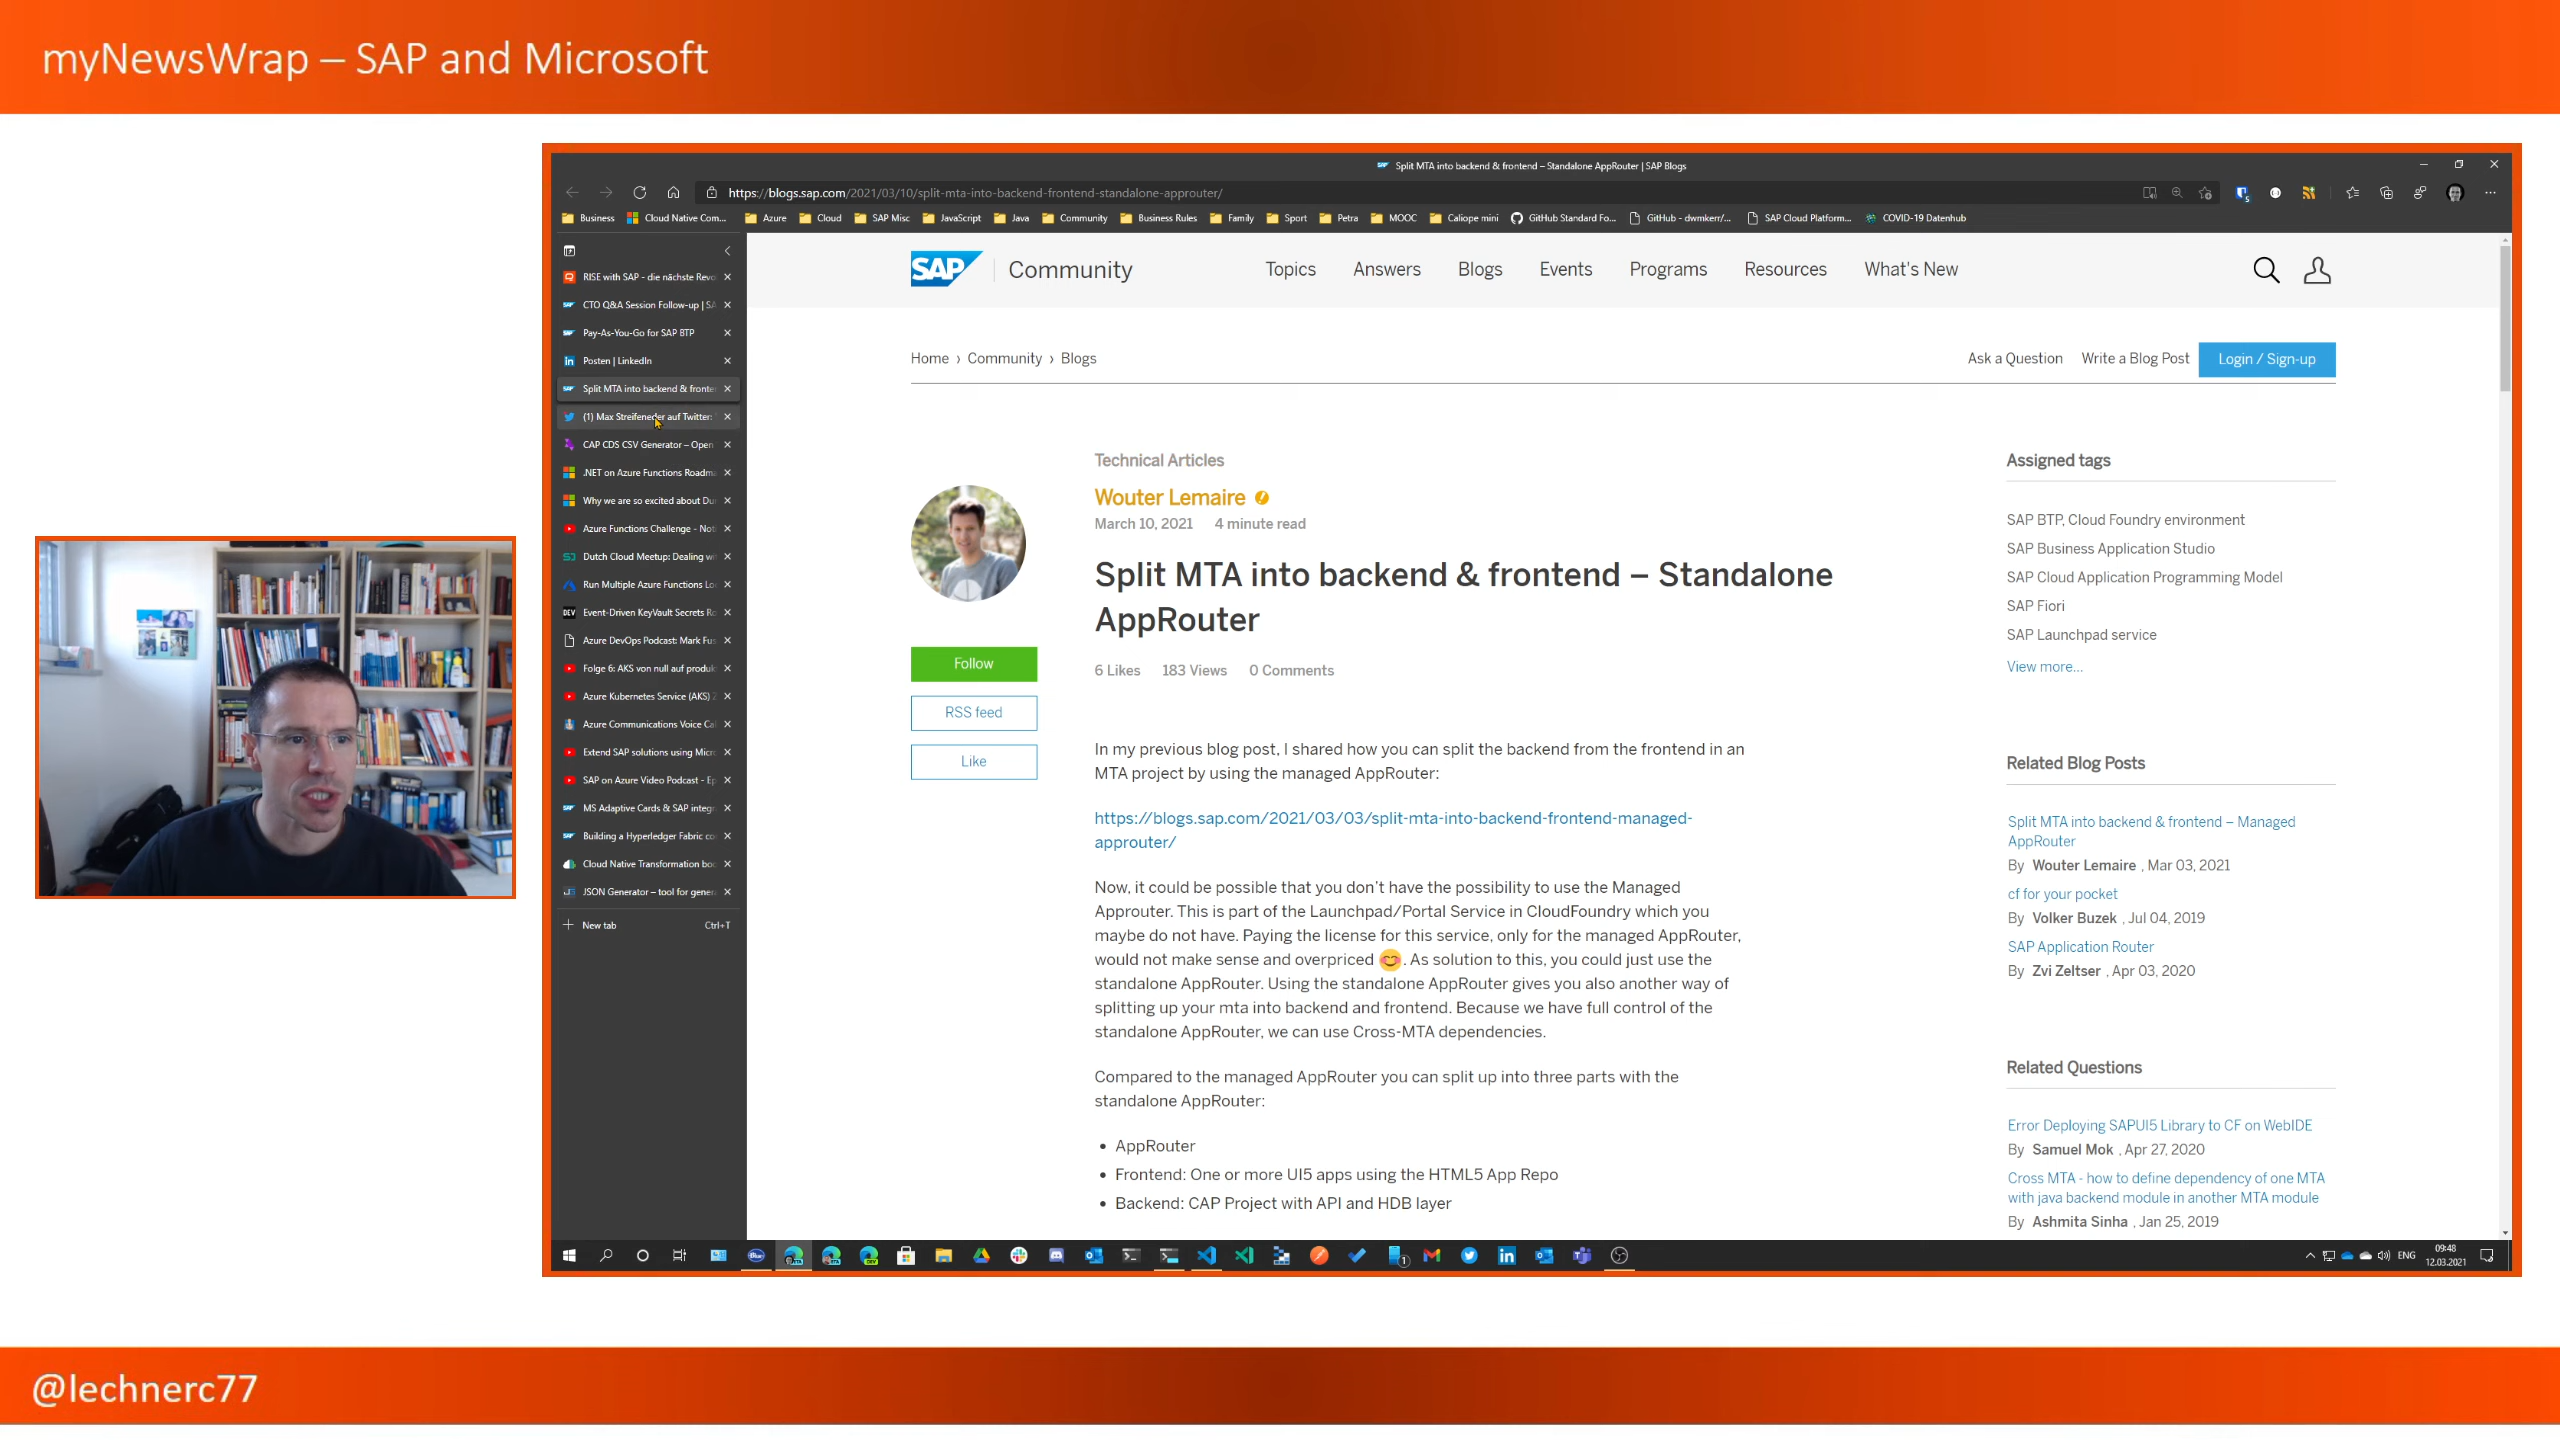 myNewsWrap – SAP and Microsoft
Split MTA into backend & frontend – Standalone AppRouter | SAP Blogs
https://blogs.sap.com/2021/03/10/split-mta-into-backend-frontend-standalone-approuter/
Business Cloud Native Com... Azure Cloud SAP Misc JavaScript Java Community Business Rules Family Sport Petra MOOC Caliope mini GitHub Standard Fo... GitHub - dwmkerr/... SAP Cloud Platform... COVID-19 Datenhub
RISE with SAP - die nächste Revo
CTO Q&A Session Follow-up | SA
Pay-As-You-Go for SAP BTP
Posten | LinkedIn
Split MTA into backend & fronte
(1) Max Streifeneder auf Twitter:
CAP CDS CSV Generator – Open
.NET on Azure Functions Roadma
Why we are so excited about Du
Azure Functions Challenge - Not
Dutch Cloud Meetup: Dealing wi
Run Multiple Azure Functions Lo
DEV Event-Driven KeyVault Secrets Ro
Azure DevOps Podcast: Mark Fus
Folge 6: AKS von null auf produk
Azure Kubernetes Service (AKS) 2
Azure Communications Voice Ca
Extend SAP solutions using Micr
SAP on Azure Video Podcast - Ep
MS Adaptive Cards & SAP integ
Building a Hyperledger Fabric co
Cloud Native Transformation boo
JSON Generator – tool for gener
New tab Ctrl+T
SAP Community
Topics Answers Blogs Events Programs Resources What's New
Home › Community › Blogs
Ask a Question Write a Blog Post Login / Sign-up
Technical Articles
Wouter Lemaire
March 10, 2021 4 minute read
Split MTA into backend & frontend – Standalone
AppRouter
6 Likes 183 Views 0 Comments
Follow
RSS feed
Like
In my previous blog post, I shared how you can split the backend from the frontend in an
MTA project by using the managed AppRouter:
https://blogs.sap.com/2021/03/03/split-mta-into-backend-frontend-managed-
approuter/
Now, it could be possible that you don't have the possibility to use the Managed
Approuter. This is part of the Launchpad/Portal Service in CloudFoundry which you
maybe do not have. Paying the license for this service, only for the managed AppRouter,
would not make sense and overpriced 😊. As solution to this, you could just use the
standalone AppRouter. Using the standalone AppRouter gives you also another way of
splitting up your mta into backend and frontend. Because we have full control of the
standalone AppRouter, we can use Cross-MTA dependencies.
Compared to the managed AppRouter you can split up into three parts with the
standalone AppRouter:
• AppRouter
• Frontend: One or more UI5 apps using the HTML5 App Repo
• Backend: CAP Project with API and HDB layer
Assigned tags
SAP BTP, Cloud Foundry environment
SAP Business Application Studio
SAP Cloud Application Programming Model
SAP Fiori
SAP Launchpad service
View more...
Related Blog Posts
Split MTA into backend & frontend – Managed
AppRouter
By Wouter Lemaire , Mar 03, 2021
cf for your pocket
By Volker Buzek , Jul 04, 2019
SAP Application Router
By Zvi Zeltser , Apr 03, 2020
Related Questions
Error Deploying SAPUI5 Library to CF on WebIDE
By Samuel Mok , Apr 27, 2020
Cross MTA - how to define dependency of one MTA
with java backend module in another MTA module
By Ashmita Sinha , Jan 25, 2019
ENG
09:48
12.03.2021
@lechnerc77